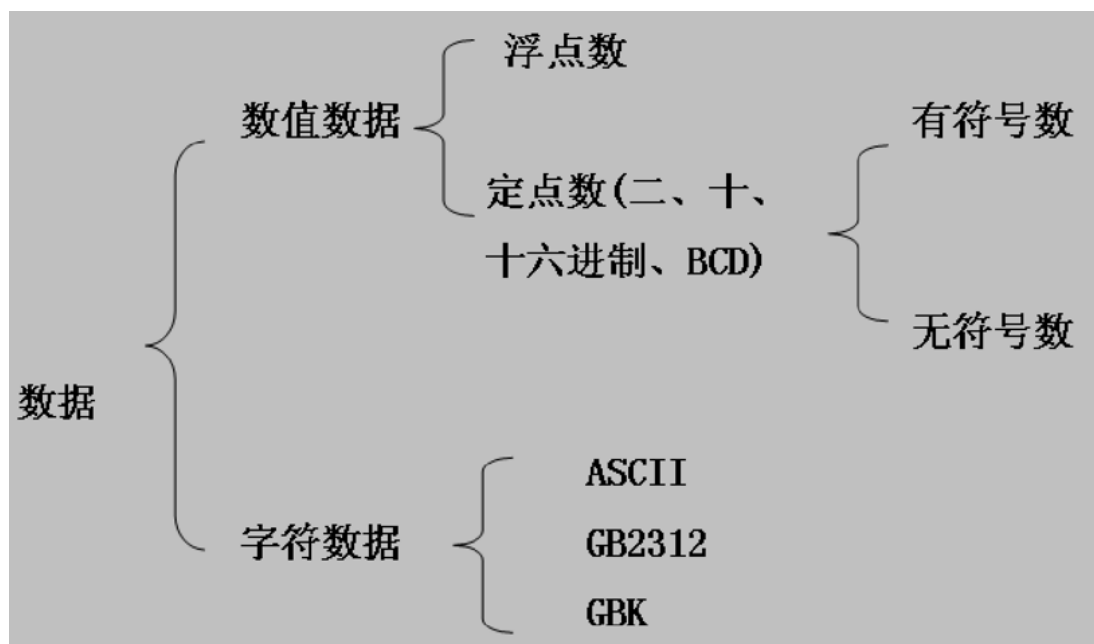 浮点数
数值数据
有符号数
定点数(二、十、
十六进制、BCD)
无符号数
数据
ASCII
字符数据
GB2312
GBK